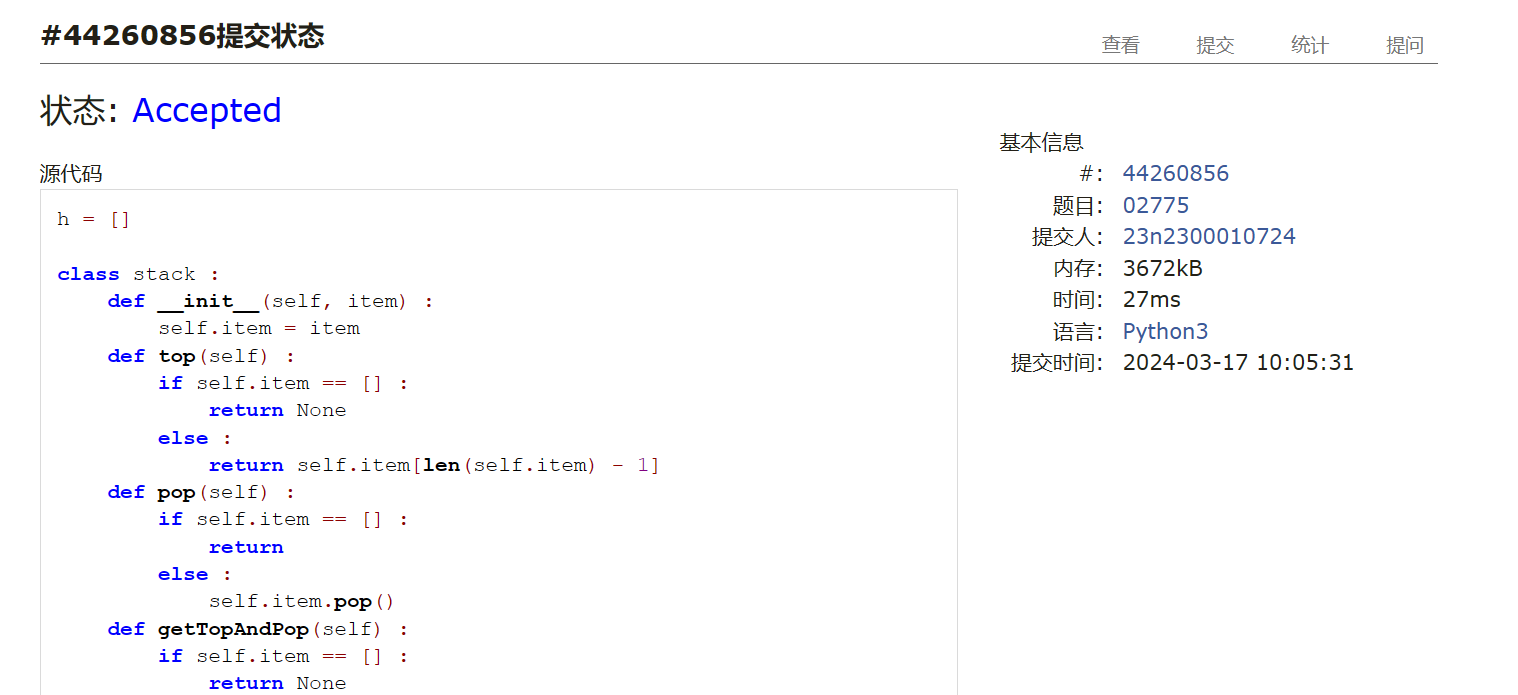 #44260856提交状态
查看 提交 统计 提问
状态: Accepted
源代码
h = []
class stack :
    def __init__(self, item) :
        self.item = item
    def top(self) :
        if self.item == [] :
            return None
        else :
            return self.item[len(self.item) - 1]
    def pop(self) :
        if self.item == [] :
            return
        else :
            self.item.pop()
    def getTopAndPop(self) :
        if self.item == [] :
            return None
基本信息
#: 44260856
题目: 02775
提交人: 23n2300010724
内存: 3672kB
时间: 27ms
语言: Python3
提交时间: 2024-03-17 10:05:31